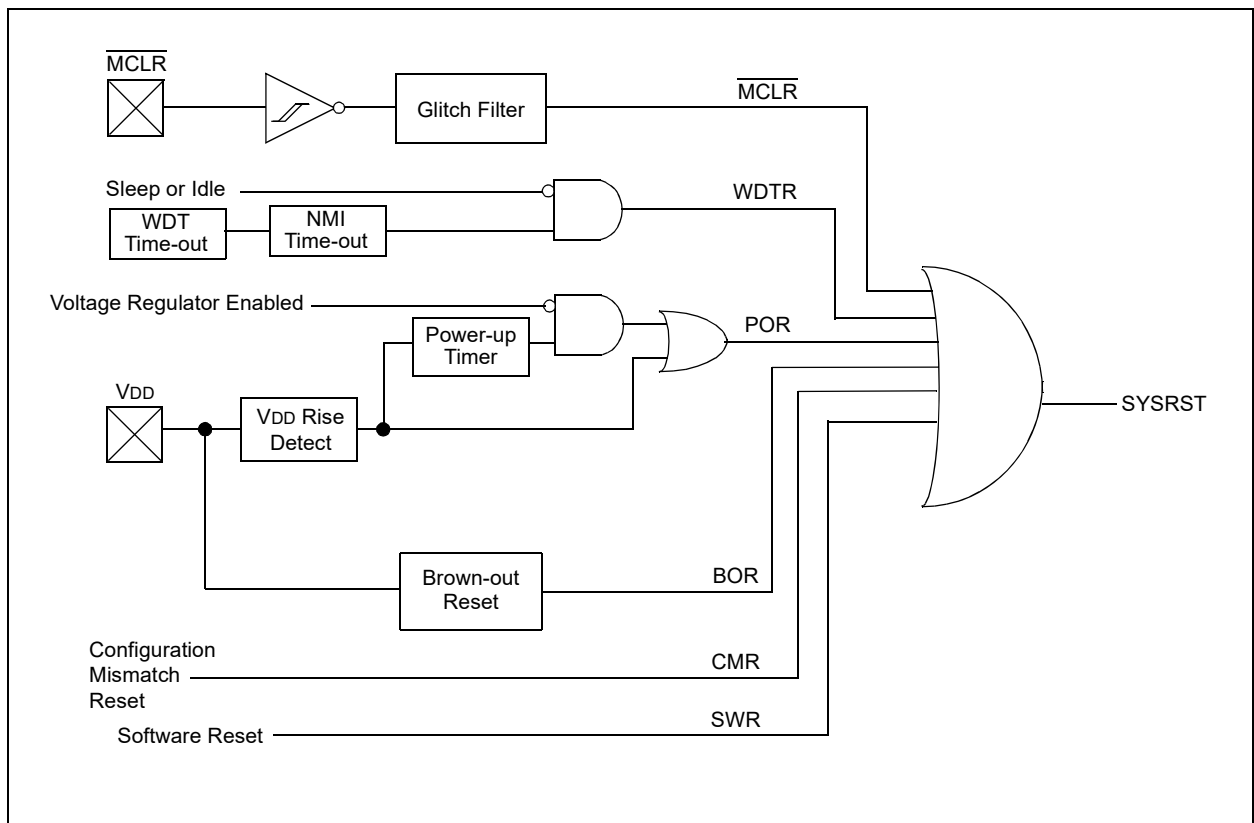 MCLR
Glitch Filter
MCLR
Sleep or Idle
WDT
Time-out
NMI
Time-out
WDTR
Voltage Regulator Enabled
Power-up
Timer
POR
VDD
VDD Rise
Detect
SYSRST
Brown-out
Reset
BOR
Configuration
Mismatch
Reset
CMR
Software Reset
SWR